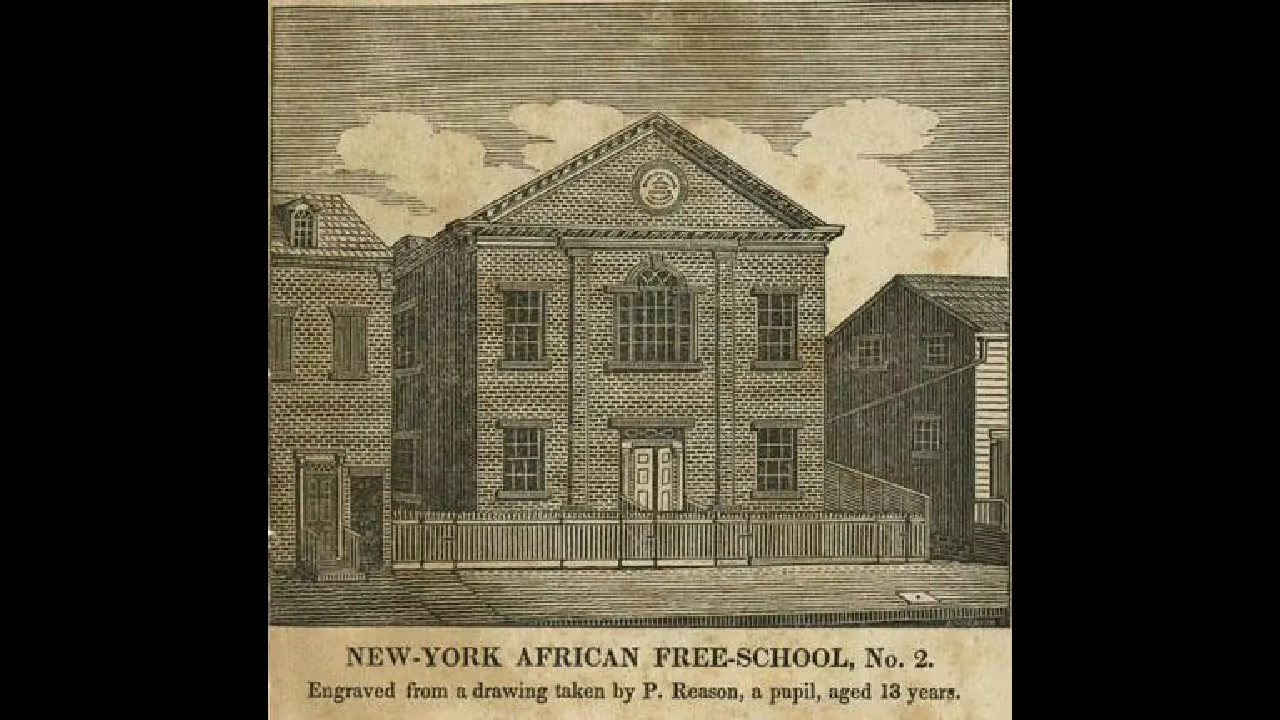 NEW-YORK AFRICAN FREE-SCHOOL, No. 2.
Engraved from a drawing taken by P. Reason, a pupil, aged 13 years.